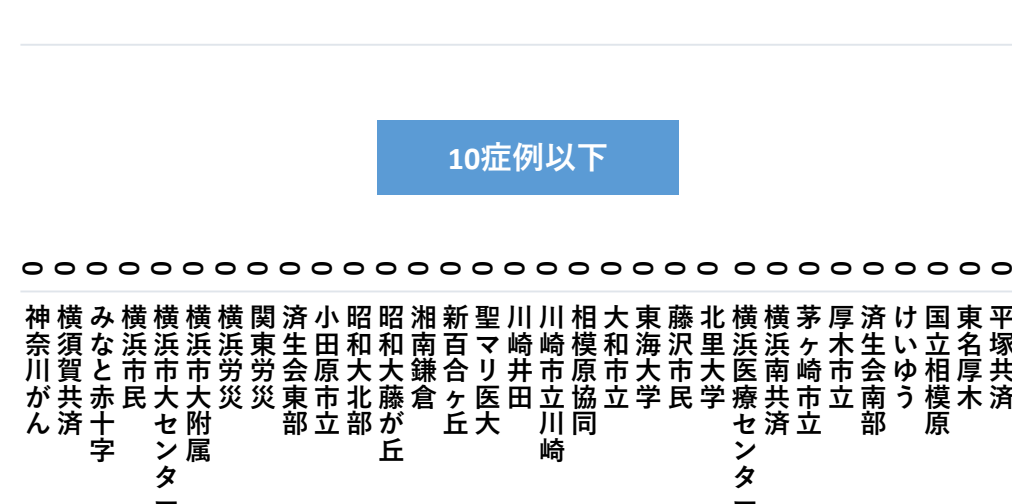 10症例以下
0 0 0 0 0 0 0 0 0 0 0 0 0 0 0 0 0 0 0 0 0 0 0 0 0 0 0 0 0 0 0
神奈川がん
横須賀共済
みなと赤十字
横浜市民
横浜市大センター
横浜市大附属
横浜労災
関東労災
済生会東部
小田原市立
昭和大北部
昭和大藤が丘
湘南鎌倉
新百合ヶ丘
聖マリ医大
川崎井田
川崎市立川崎
相模原協同
大和市立
東海大学
藤沢市民
北里大学
横浜医療センター
横浜南共済
茅ヶ崎市立
厚木市立
済生会南部
けいゆう
国立相模原
東名厚木
平塚共済